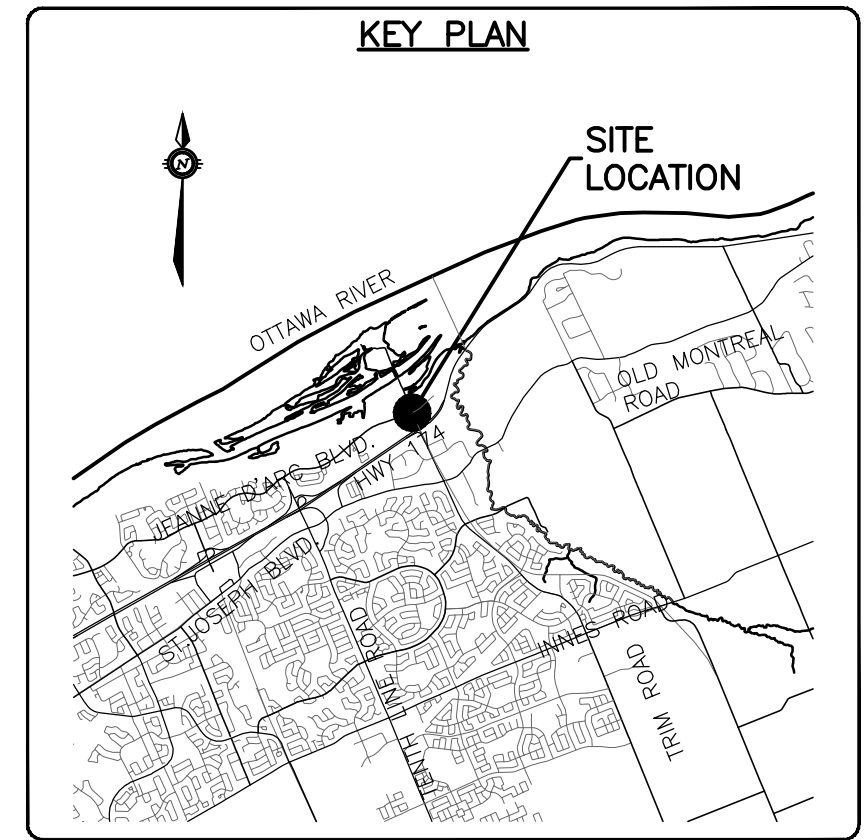 KEY PLAN
SITE
LOCATION
N
OTTAWA RIVER
OLD MONTREAL
ROAD
JEANNE D'ARC BLVD.
HWY 174
ST.JOSEPH BLVD.
INNES ROAD
TENTH LINE ROAD
TRIM ROAD